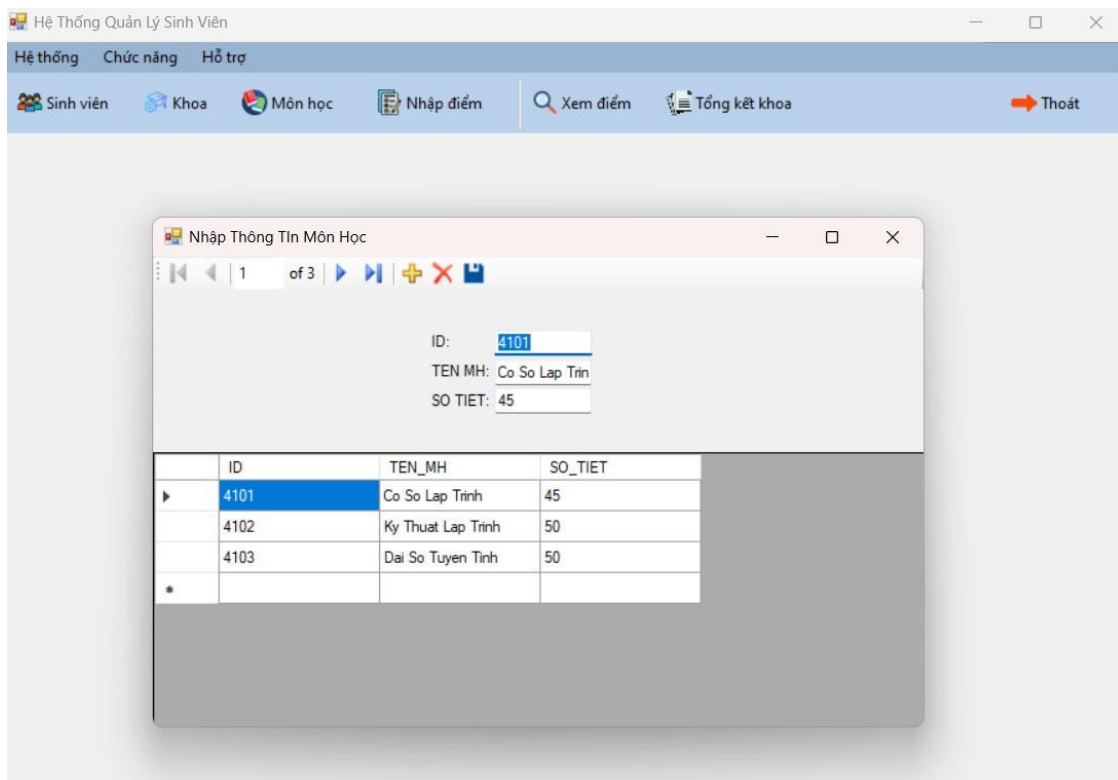 Hệ Thống Quản Lý Sinh Viên
Hệ thống Chức năng Hỗ trợ
Sinh viên Khoa Môn học Nhập điểm Xem điểm Tổng kết khoa Thoát
Nhập Thông TIn Môn Học
1 of 3
ID: 4101
TEN MH: Co So Lap Trin
SO TIET: 45
ID TEN_MH SO_TIET
4101 Co So Lap Trinh 45
4102 Ky Thuat Lap Trinh 50
4103 Dai So Tuyen Tinh 50